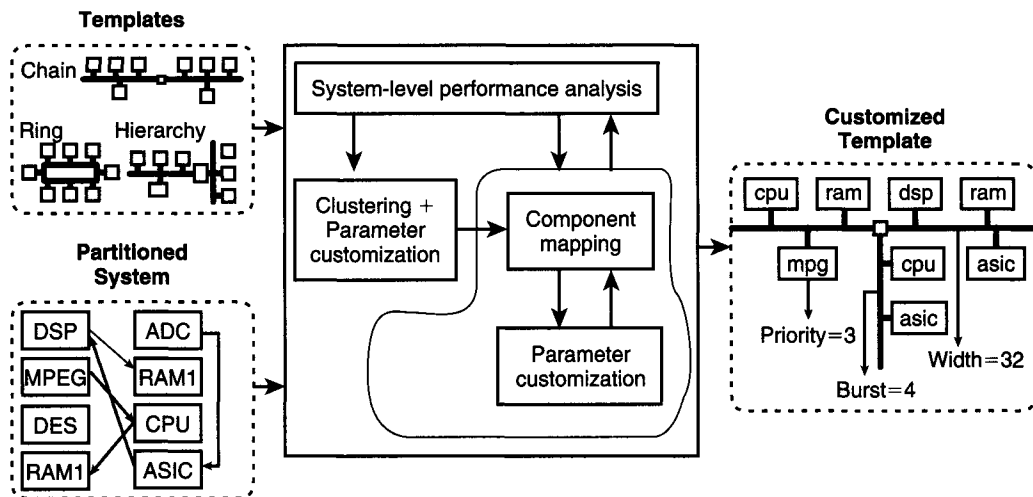 Templates
Chain
Ring
Hierarchy
Partitioned
System
DSP
ADC
MPEG
RAM1
DES
CPU
RAM1
ASIC
System-level performance analysis
Clustering +
Parameter
customization
Component
mapping
Parameter
customization
Customized
Template
cpu
ram
dsp
ram
mpg
cpu
asic
asic
Priority=3
Width=32
Burst=4